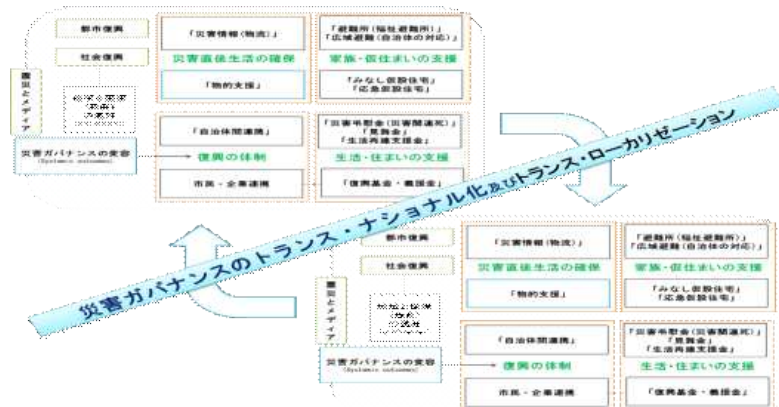 都市復興
社会復興
震災とメディア
災害ガバナンスの変容
(Systemic outcomes)
「災害情報(物流)」
災害直後生活の確保
「物的支援」
「避難所(福祉避難所)」
「広域避難(自治体の対応)」
家族・仮住まいの支援
「みなし仮設住宅」
「応急仮設住宅」
「自治体間連携」
復興の体制
市民・企業連携
「災害弔慰金(災害関連死)」
「見舞金」
「生活再建支援金」
生活・住まいの支援
「復興基金・義援金」
災害ガバナンスのトランス・ナショナル化及びトランス・ローカリゼーション
都市復興
社会復興
震災とメディア
災害ガバナンスの変容
(Systemic outcomes)
「災害情報(物流)」
災害直後生活の確保
「物的支援」
「避難所(福祉避難所)」
「広域避難(自治体の対応)」
家族・仮住まいの支援
「みなし仮設住宅」
「応急仮設住宅」
「自治体間連携」
復興の体制
市民・企業連携
「災害弔慰金(災害関連死)」
「見舞金」
「生活再建支援金」
生活・住まいの支援
「復興基金・義援金」